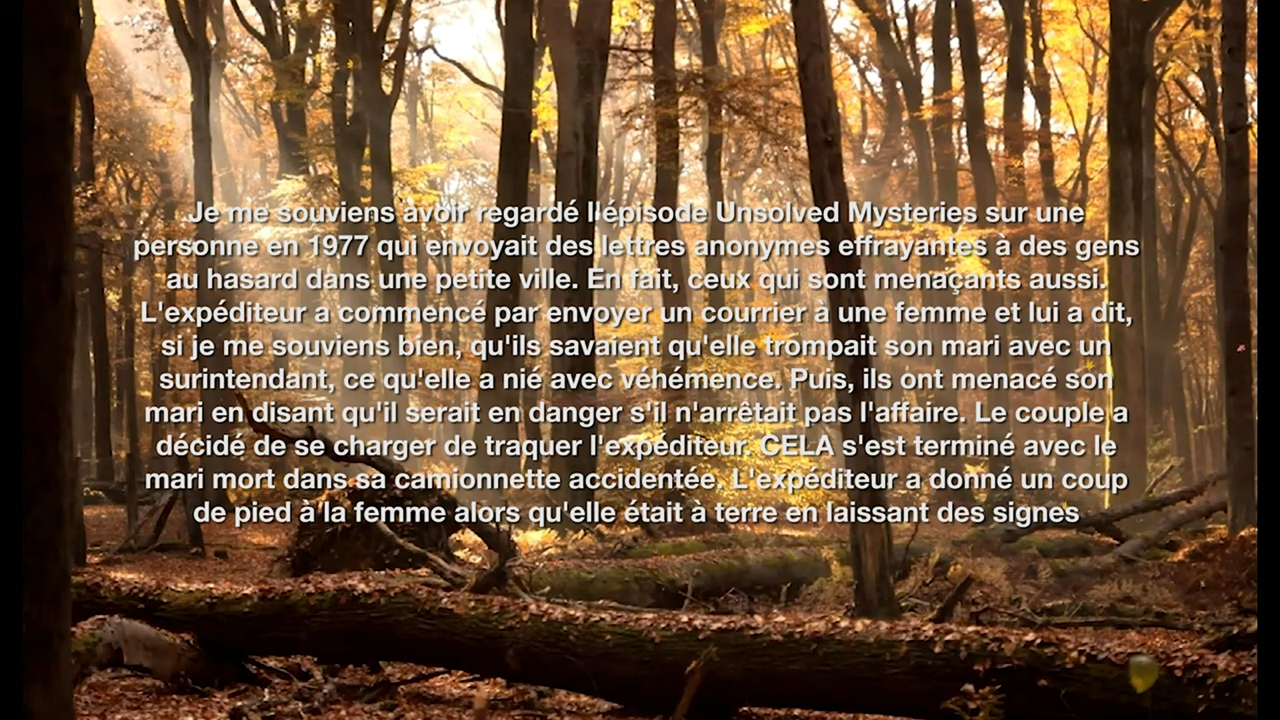 Je me souviens avoir regardé l'épisode Unsolved Mysteries sur une
personne en 1977 qui envoyait des lettres anonymes effrayantes à des gens
au hasard dans une petite ville. En fait, ceux qui sont menaçants aussi.
L'expéditeur a commencé par envoyer un courrier à une femme et lui a dit,
si je me souviens bien, qu'ils savaient qu'elle trompait son mari avec un
surintendant, ce qu'elle a nié avec véhémence. Puis, ils ont menacé son
mari en disant qu'il serait en danger s'il n'arrêtait pas l'affaire. Le couple a
décidé de se charger de traquer l'expéditeur. CELA s'est terminé avec le
mari mort dans sa camionnette accidentée. L'expéditeur a donné un coup
de pied à la femme alors qu'elle était à terre en laissant des signes